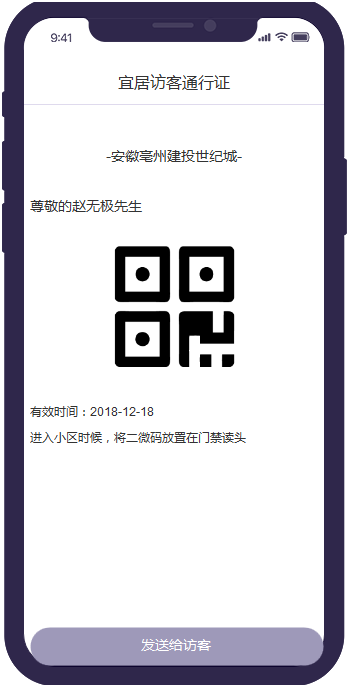 9:41
宜居访客通行证
-安徽亳州建投世纪城-
尊敬的赵无极先生
有效时间：2018-12-18
进入小区时候，将二微码放置在门禁读头
发送给访客